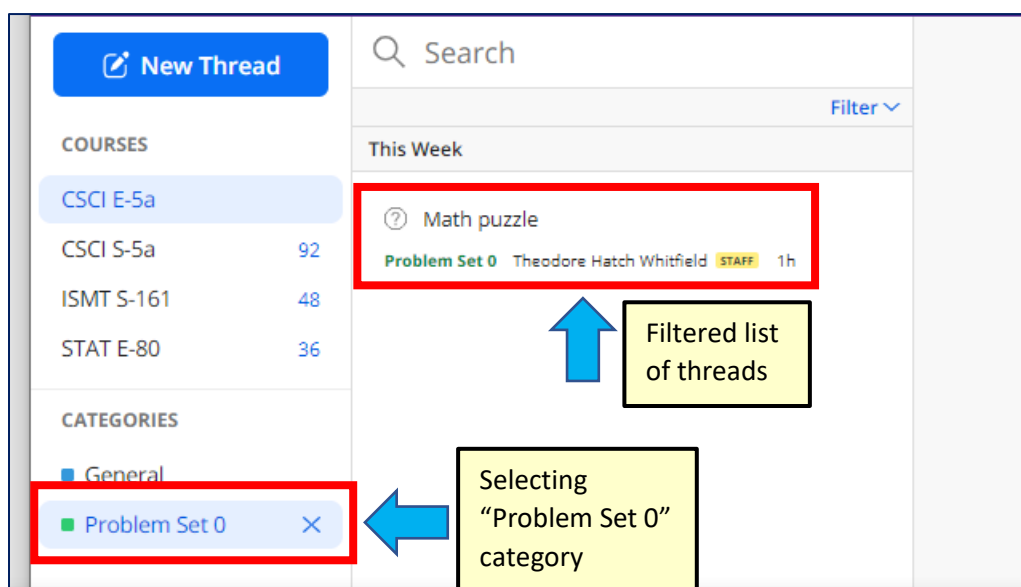 New Thread
COURSES
CSCI E-5a
CSCI S-5a 92
ISMT S-161 48
STAT E-80 36
CATEGORIES
General
Problem Set 0
Search
Filter
This Week
Math puzzle
Problem Set 0 Theodore Hatch Whitfield STAFF 1h
Filtered list
of threads
Selecting
“Problem Set 0”
category